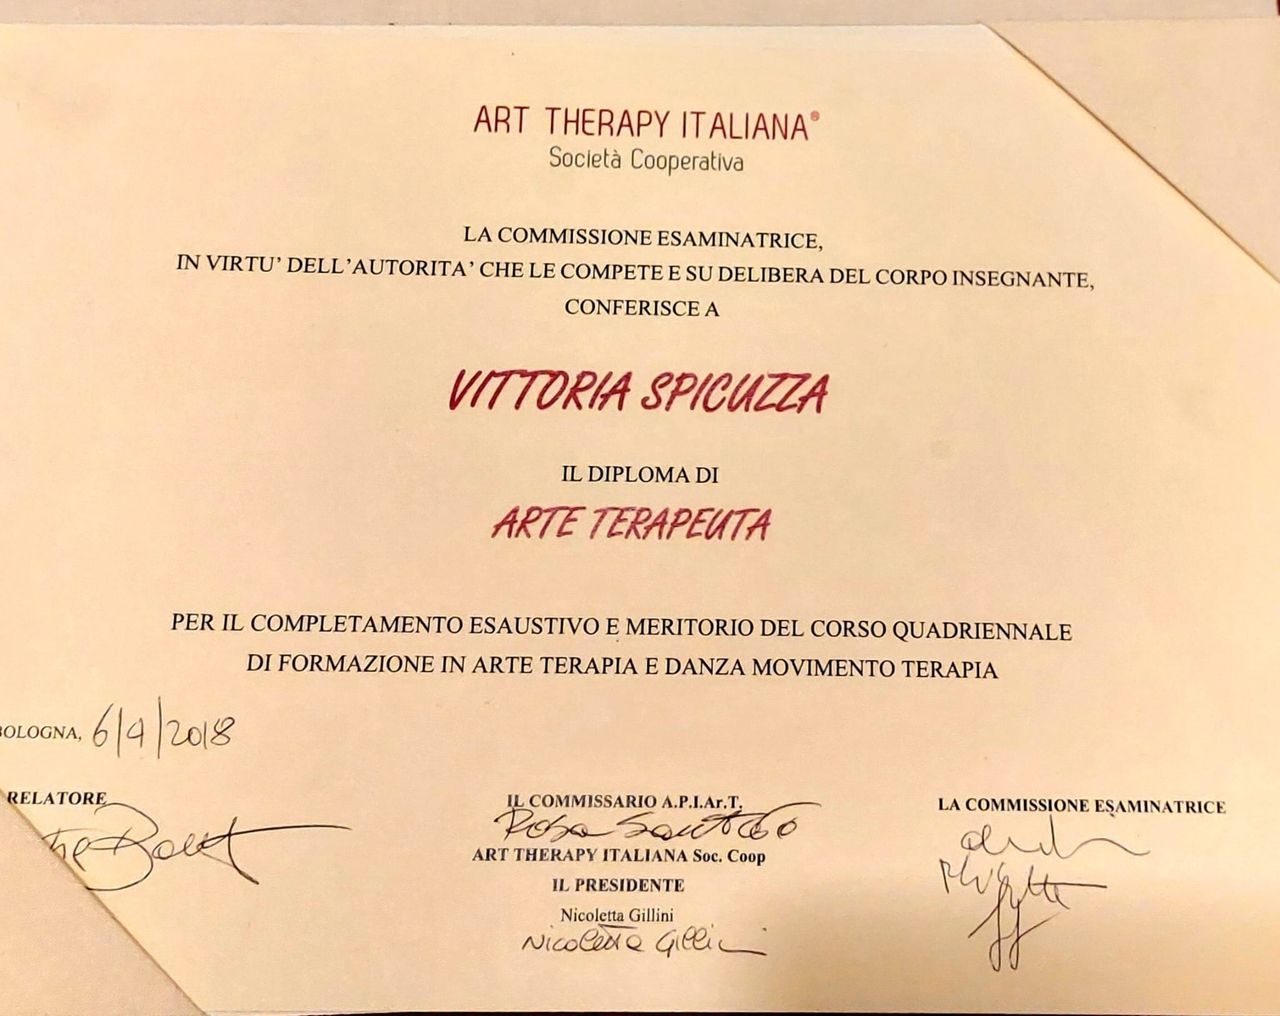 ART THERAPY ITALIANA®
Società Cooperativa
LA COMMISSIONE ESAMINATRICE,
IN VIRTU' DELL'AUTORITA' CHE LE COMPETE E SU DELIBERA DEL CORPO INSEGNANTE,
CONFERISCE A
VITTORIA SPICUZZA
IL DIPLOMA DI
ARTE TERAPEUTA
PER IL COMPLETAMENTO ESAUSTIVO E MERITORIO DEL CORSO QUADRIENNALE
DI FORMAZIONE IN ARTE TERAPIA E DANZA MOVIMENTO TERAPIA
BOLOGNA, 6/4/2018
RELATORE
IL COMMISSARIO A.P.I.Ar.T.
LA COMMISSIONE ESAMINATRICE
Rosa
ART THERAPY ITALIANA Soc. Coop
IL PRESIDENTE
Nicoletta Gillini
Nicoletta Gillini